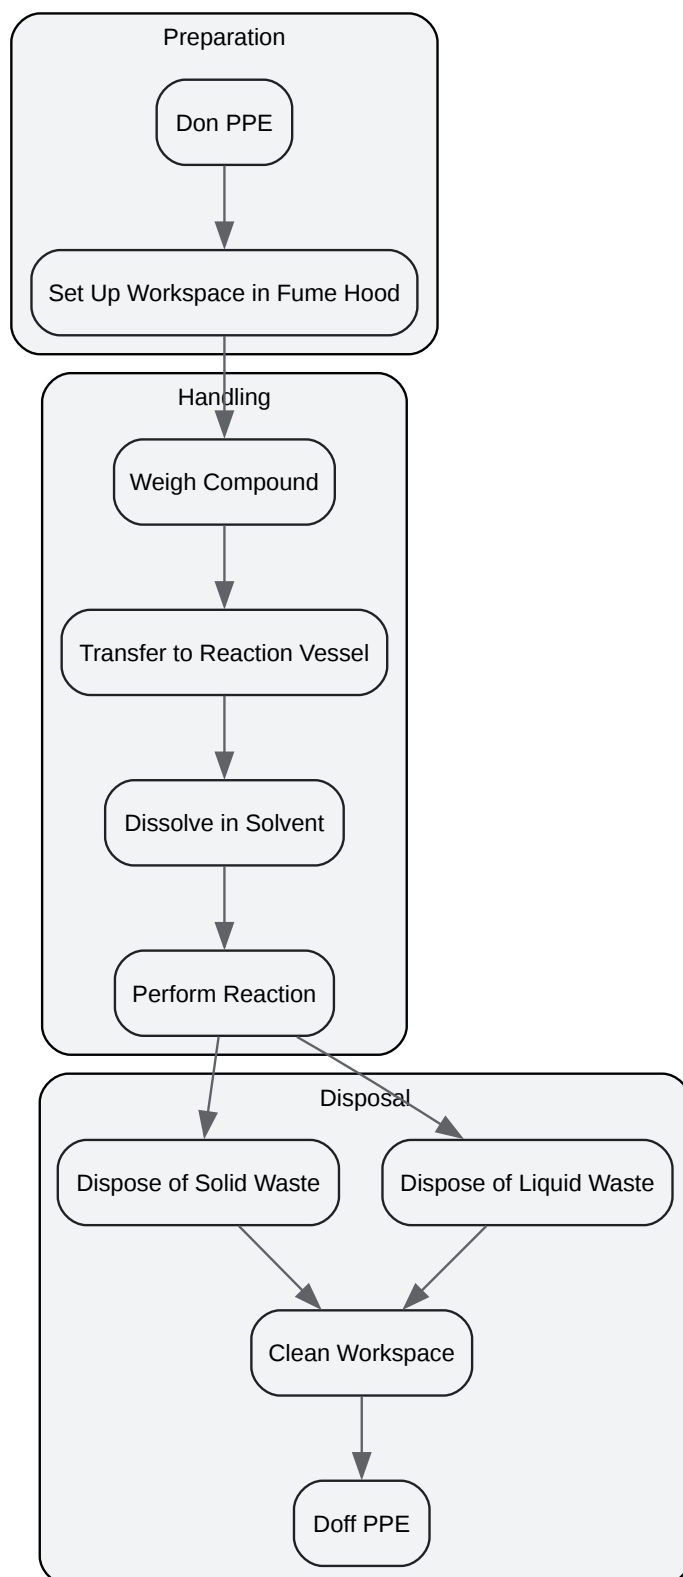 Preparation
Don PPE
Set Up Workspace in Fume Hood
Handling
Weigh Compound
Transfer to Reaction Vessel
Dissolve in Solvent
Perform Reaction
Disposal
Dispose of Solid Waste
Dispose of Liquid Waste
Clean Workspace
Doff PPE